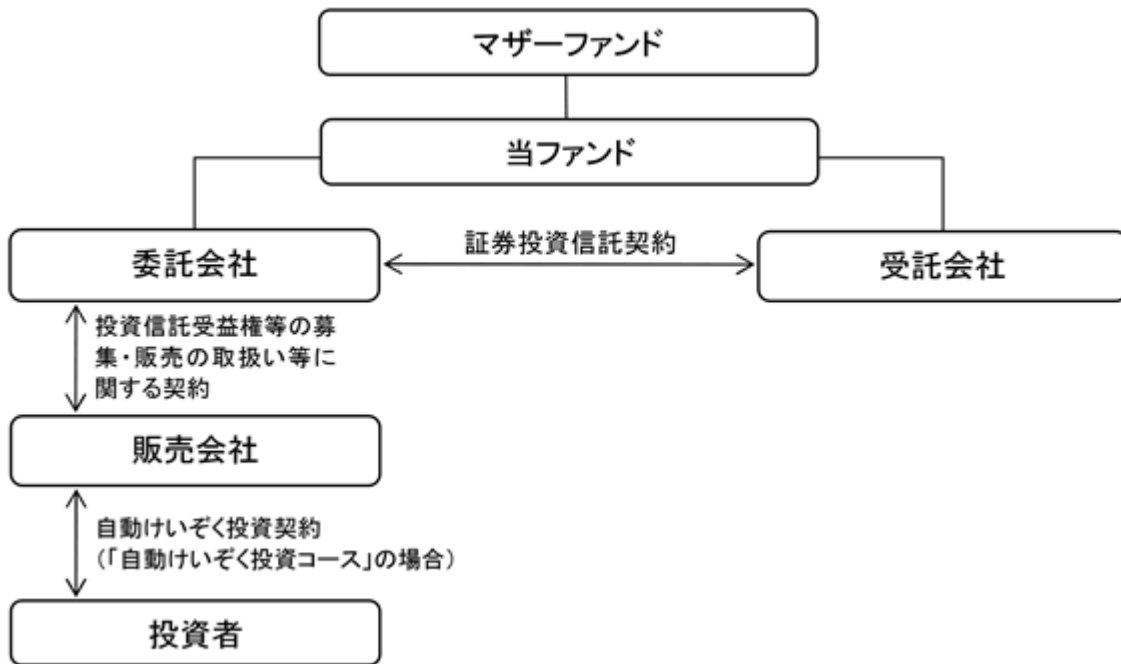 マザーファンド
当ファンド
証券投資信託契約
委託会社
受託会社
投資信託受益権等の募
集・販売の取扱い等に
関する契約
販売会社
自動けいぞく投資契約
(「自動けいぞく投資コース」の場合)
投資者